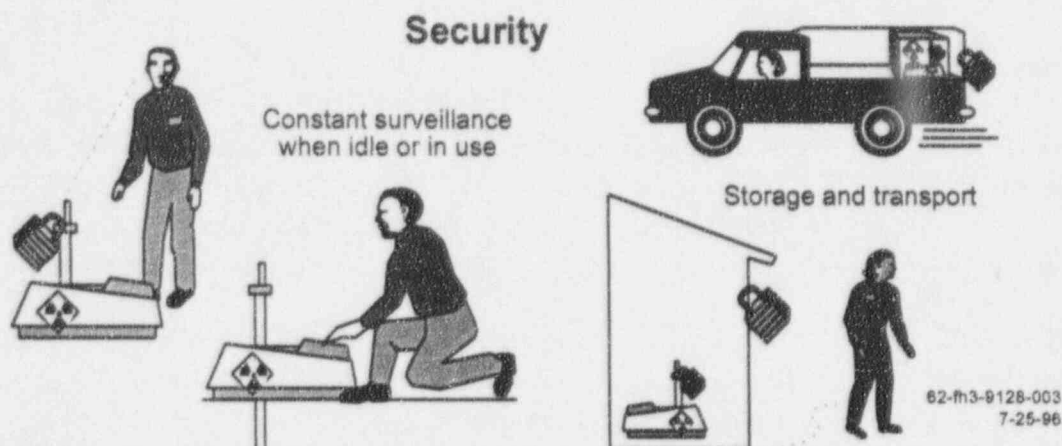 Security
Constant surveillance
when idle or in use
Storage and transport
62-fh3-9128-003
7-25-96